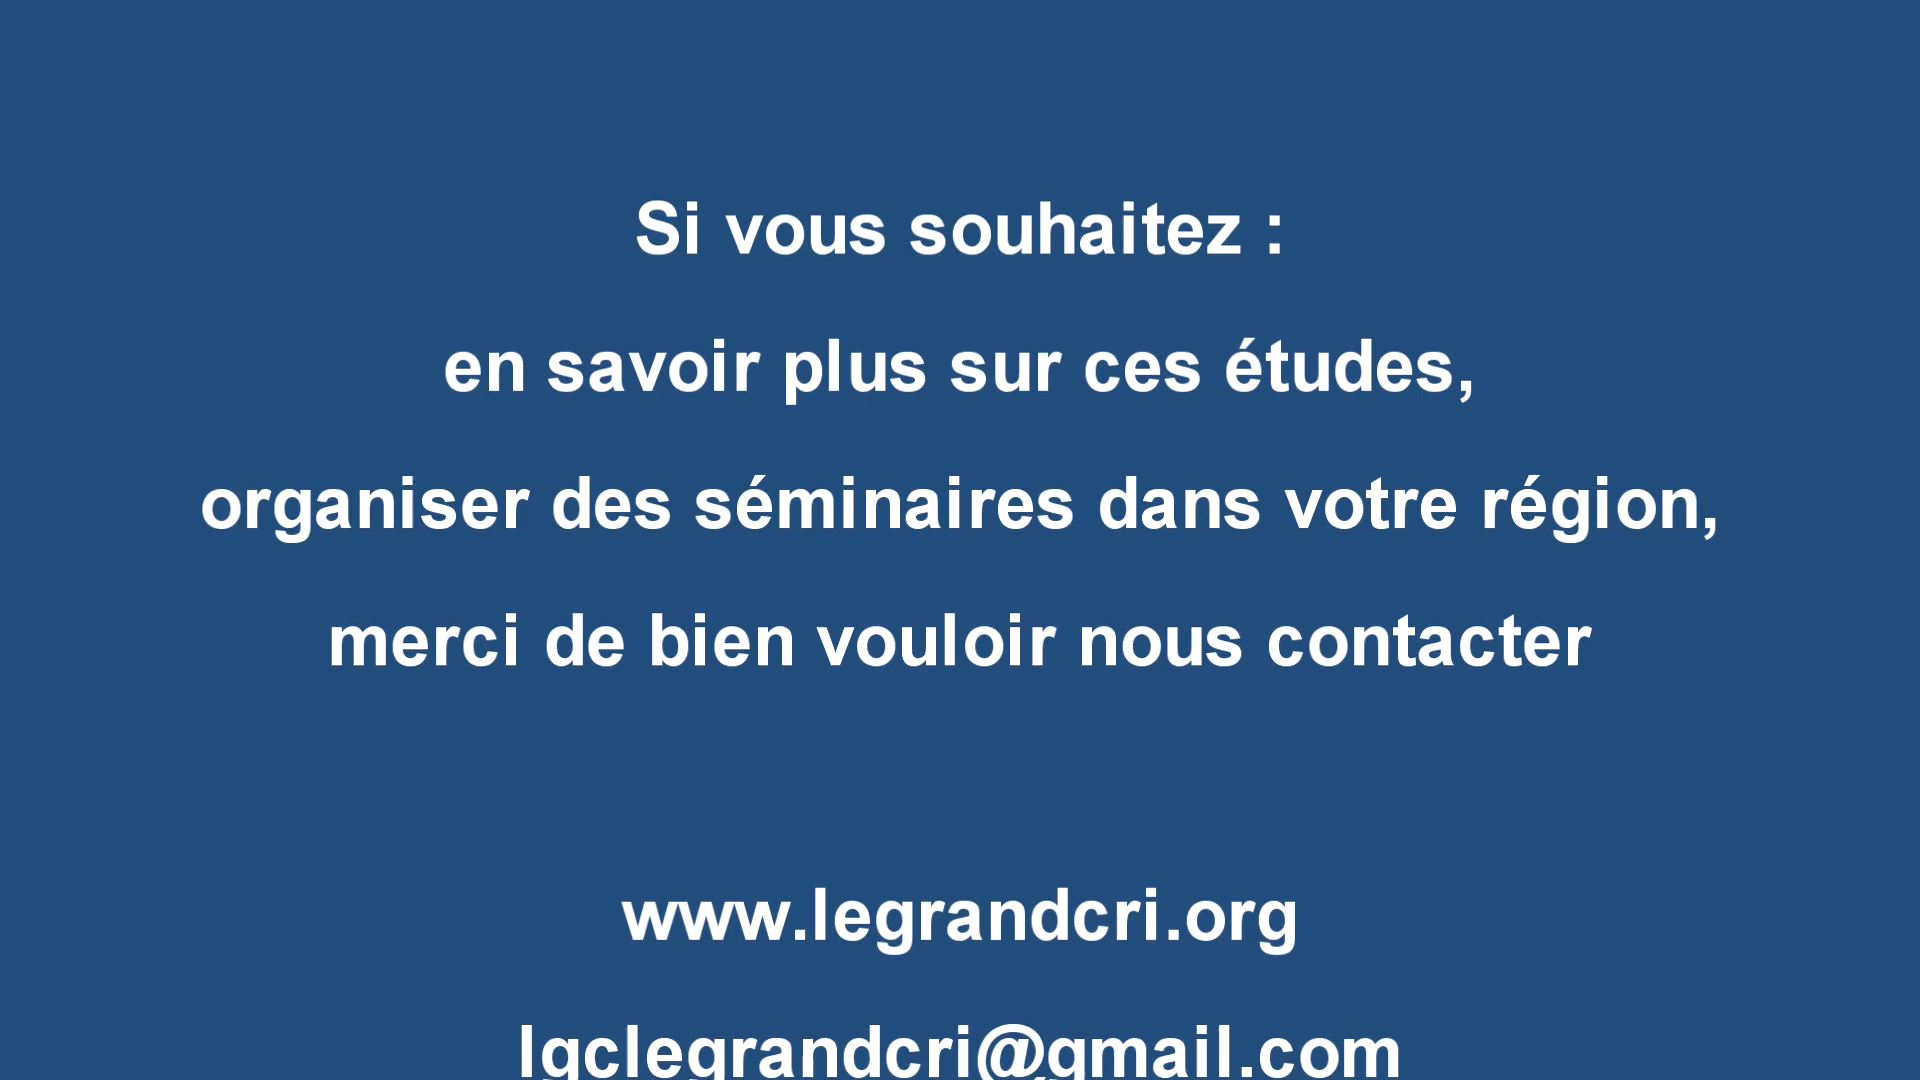 Si vous souhaitez :
en savoir plus sur ces études,
organiser des séminaires dans votre région,
merci de bien vouloir nous contacter
www.legrandcri.org
lgclegrandcri@gmail.com